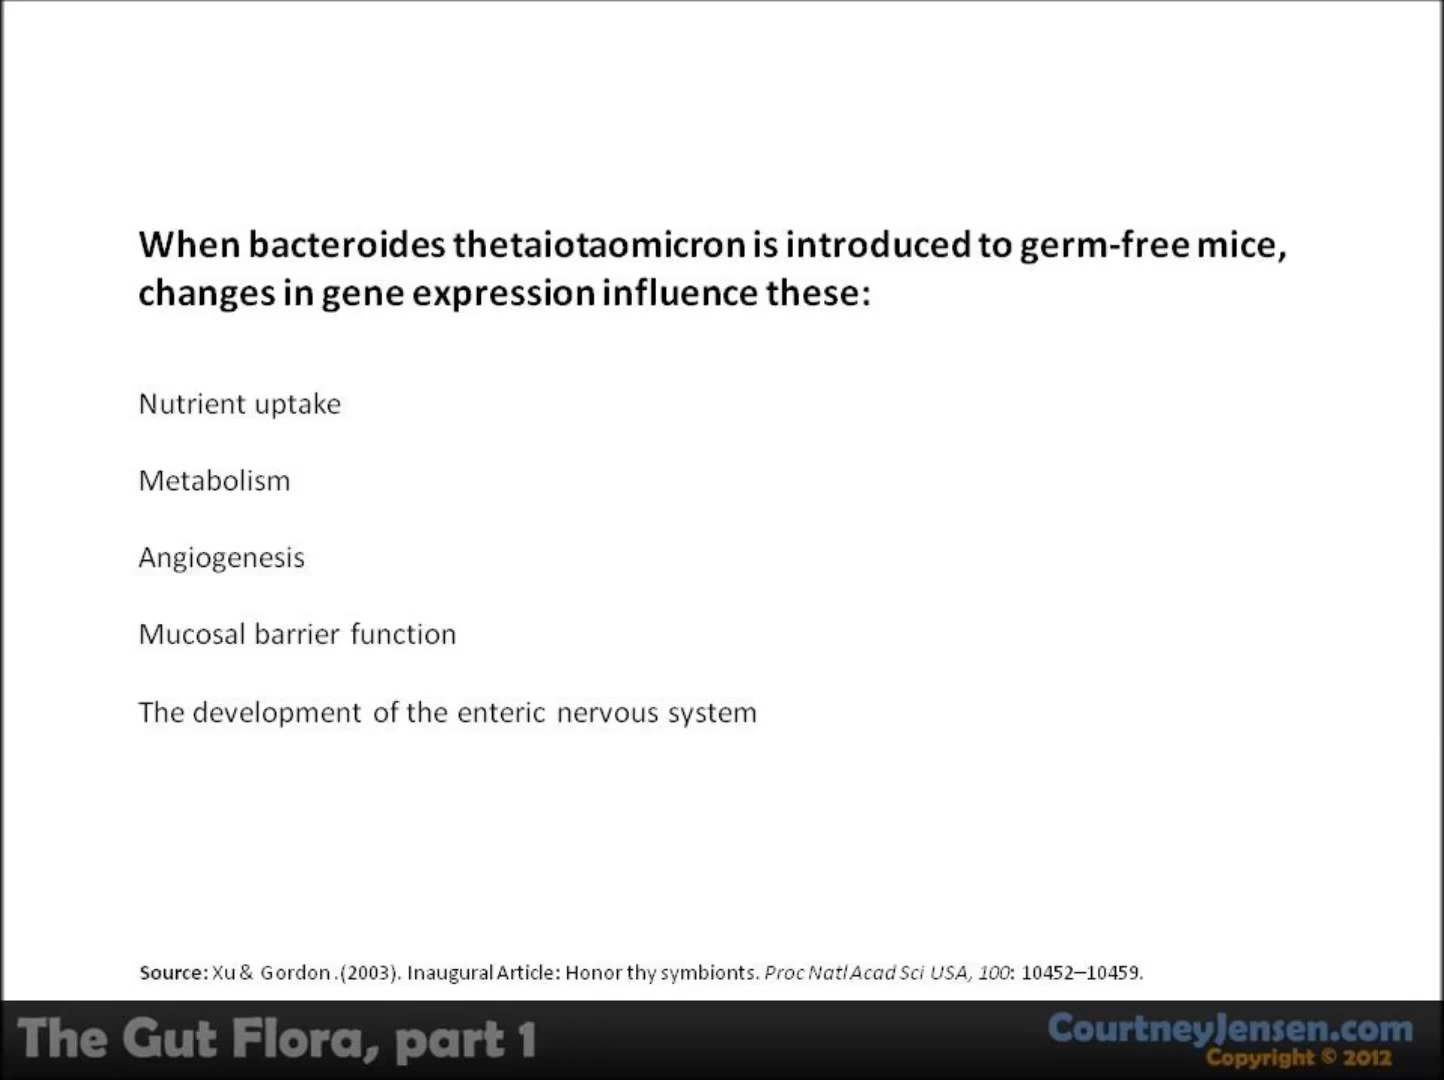 When bacteroides thetaiotaomicron is introduced to germ-free mice,
changes in gene expression influence these:
Nutrient uptake
Metabolism
Angiogenesis
Mucosal barrier function
The development of the enteric nervous system
Source: Xu & Gordon .(2003). Inaugural Article: Honor thy symbionts. Proc Natl Acad Sci USA, 100: 10452–10459.
The Gut Flora, part 1
CourtneyJensen.com
Copyright © 2012